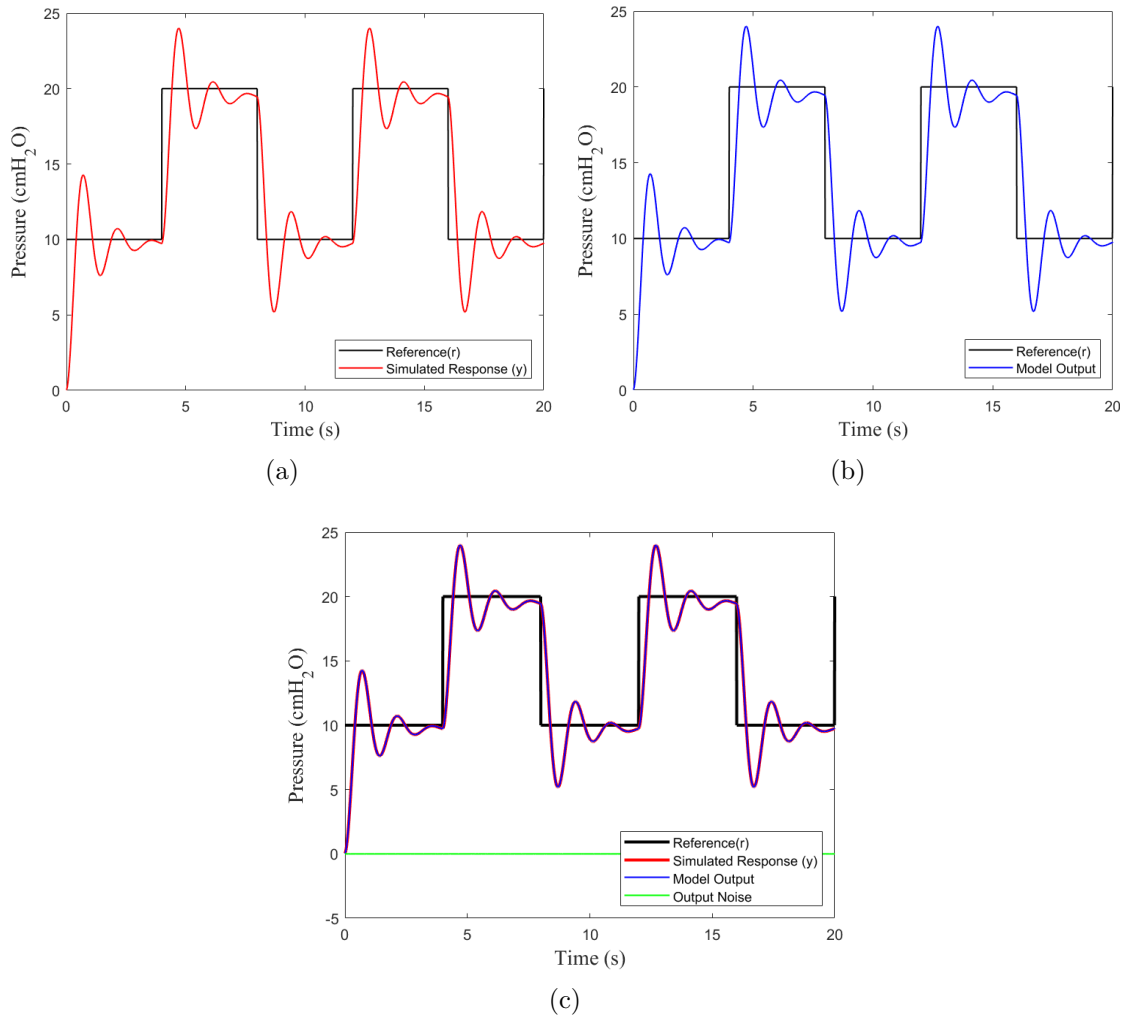 25
20
15
10
5
0
Pressure (cmH₂O)
0 5 10 15 20
Time (s)
Reference(r)
Simulated Response (y)
(a)
25
20
15
10
5
0
Pressure (cmH₂O)
0 5 10 15 20
Time (s)
Reference(r)
Model Output
(b)
25
20
15
10
5
0
-5
Pressure (cmH₂O)
0 5 10 15 20
Time (s)
Reference(r)
Simulated Response (y)
Model Output
Output Noise
(c)